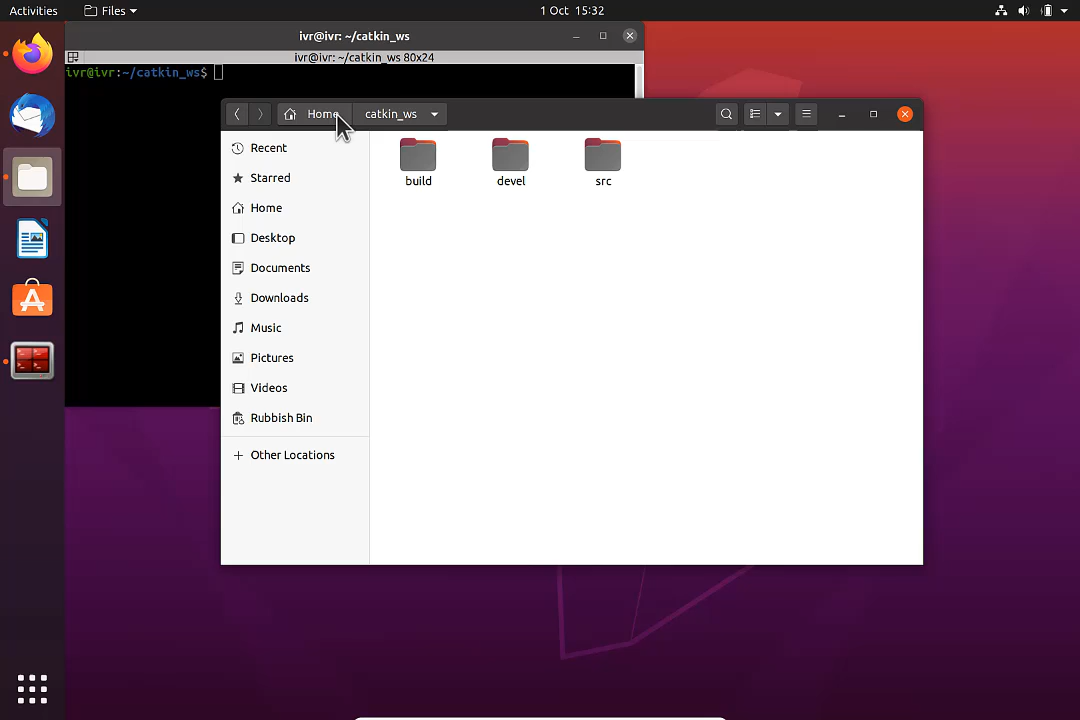 Activities
Files
1 Oct 15:32
ivr@ivr: ~/catkin_ws
ivr@ivr: ~/catkin_ws 80x24
ivr@ivr:~/catkin_ws$
Home
catkin_ws
Recent
Starred
Home
Desktop
Documents
Downloads
Music
Pictures
Videos
Rubbish Bin
Other Locations
build
devel
src